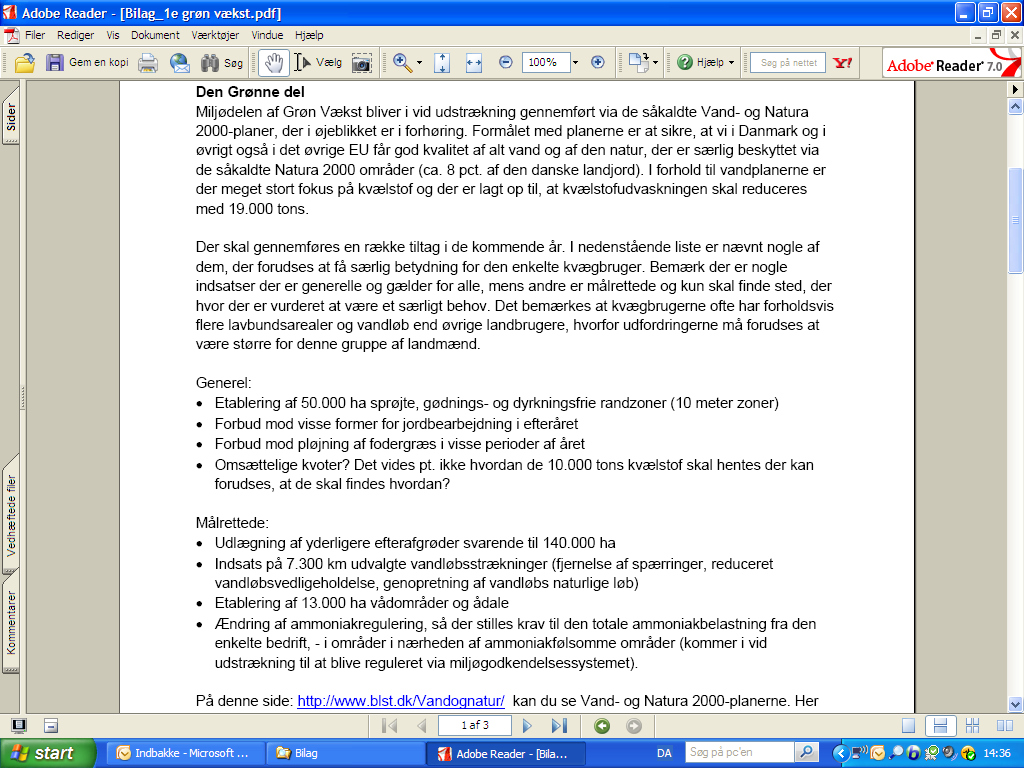 Adobe Reader - [Bilag_1e grøn vækst.pdf]
Filer Rediger Vis Dokument Værktøjer Vindue Hjælp
Gem en kopi Søg Vælg 100% Hjælp Søg på nettet Y! Adobe Reader 7.0
Sider
Vedhæftede filer
Kommentarer
Den Grønne del
Miljødelen af Grøn Vækst bliver i vid udstrækning gennemført via de såkaldte Vand- og Natura
2000-planer, der i øjeblikket er i forhøring. Formålet med planerne er at sikre, at vi i Danmark og i
øvrigt også i det øvrige EU får god kvalitet af alt vand og af den natur, der er særlig beskyttet via
de såkaldte Natura 2000 områder (ca. 8 pct. af den danske landjord). I forhold til vandplanerne er
der meget stort fokus på kvælstof og der er lagt op til, at kvælstofudvaskningen skal reduceres
med 19.000 tons.
Der skal gennemføres en række tiltag i de kommende år. I nedenstående liste er nævnt nogle af
dem, der forudses at få særlig betydning for den enkelte kvægbruger. Bemærk der er nogle
indsatser der er generelle og gælder for alle, mens andre er målrettede og kun skal finde sted, der
hvor der er vurderet at være et særligt behov. Det bemærkes at kvægbrugerne ofte har forholdsvis
flere lavbundsarealer og vandløb end øvrige landbrugere, hvorfor udfordringerne må forudses at
være større for denne gruppe af landmænd.
Generel:
• Etablering af 50.000 ha sprøjte, gødnings- og dyrkningsfrie randzoner (10 meter zoner)
• Forbud mod visse former for jordbearbejdning i efteråret
• Forbud mod pløjning af fodergræs i visse perioder af året
• Omsættelige kvoter? Det vides pt. ikke hvordan de 10.000 tons kvælstof skal hentes der kan
forudses, at de skal findes hvordan?
Målrettede:
• Udlægning af yderligere efterafgrøder svarende til 140.000 ha
• Indsats på 7.300 km udvalgte vandløbsstrækninger (fjernelse af spærringer, reduceret
vandløbsvedligeholdelse, genopretning af vandløbs naturlige løb)
• Etablering af 13.000 ha vådområder og ådale
• Ændring af ammoniakregulering, så der stilles krav til den totale ammoniakbelastning fra den
enkelte bedrift, - i områder i nærheden af ammoniakfølsomme områder (kommer i vid
udstrækning til at blive reguleret via miljøgodkendelsessystemet).
På denne side: http://www.blst.dk/Vandognatur/ kan du se Vand- og Natura 2000-planerne. Her
1 af 3
start Indbakke - Microsoft ... Bilag Adobe Reader - [Bila... DA Søg på pc'en 14:36